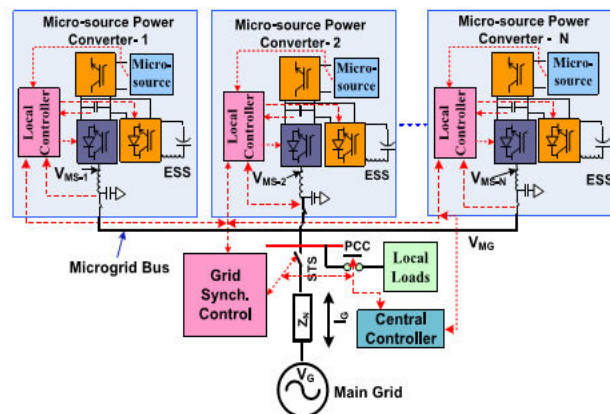 Micro-source Power
Converter- 1
Micro-
source
Local
Controller
ESS
VMS-1
Micro-source Power
Converter- 2
Micro-
source
Local
Controller
ESS
VMS-2
Micro-source Power
Converter - N
Micro-
source
Local
Controller
ESS
VMS-N
Microgrid Bus
VMG
STS
PCC
Grid
Synch.
Control
Local
Loads
ZN
IG
Central
Controller
VG
Main Grid